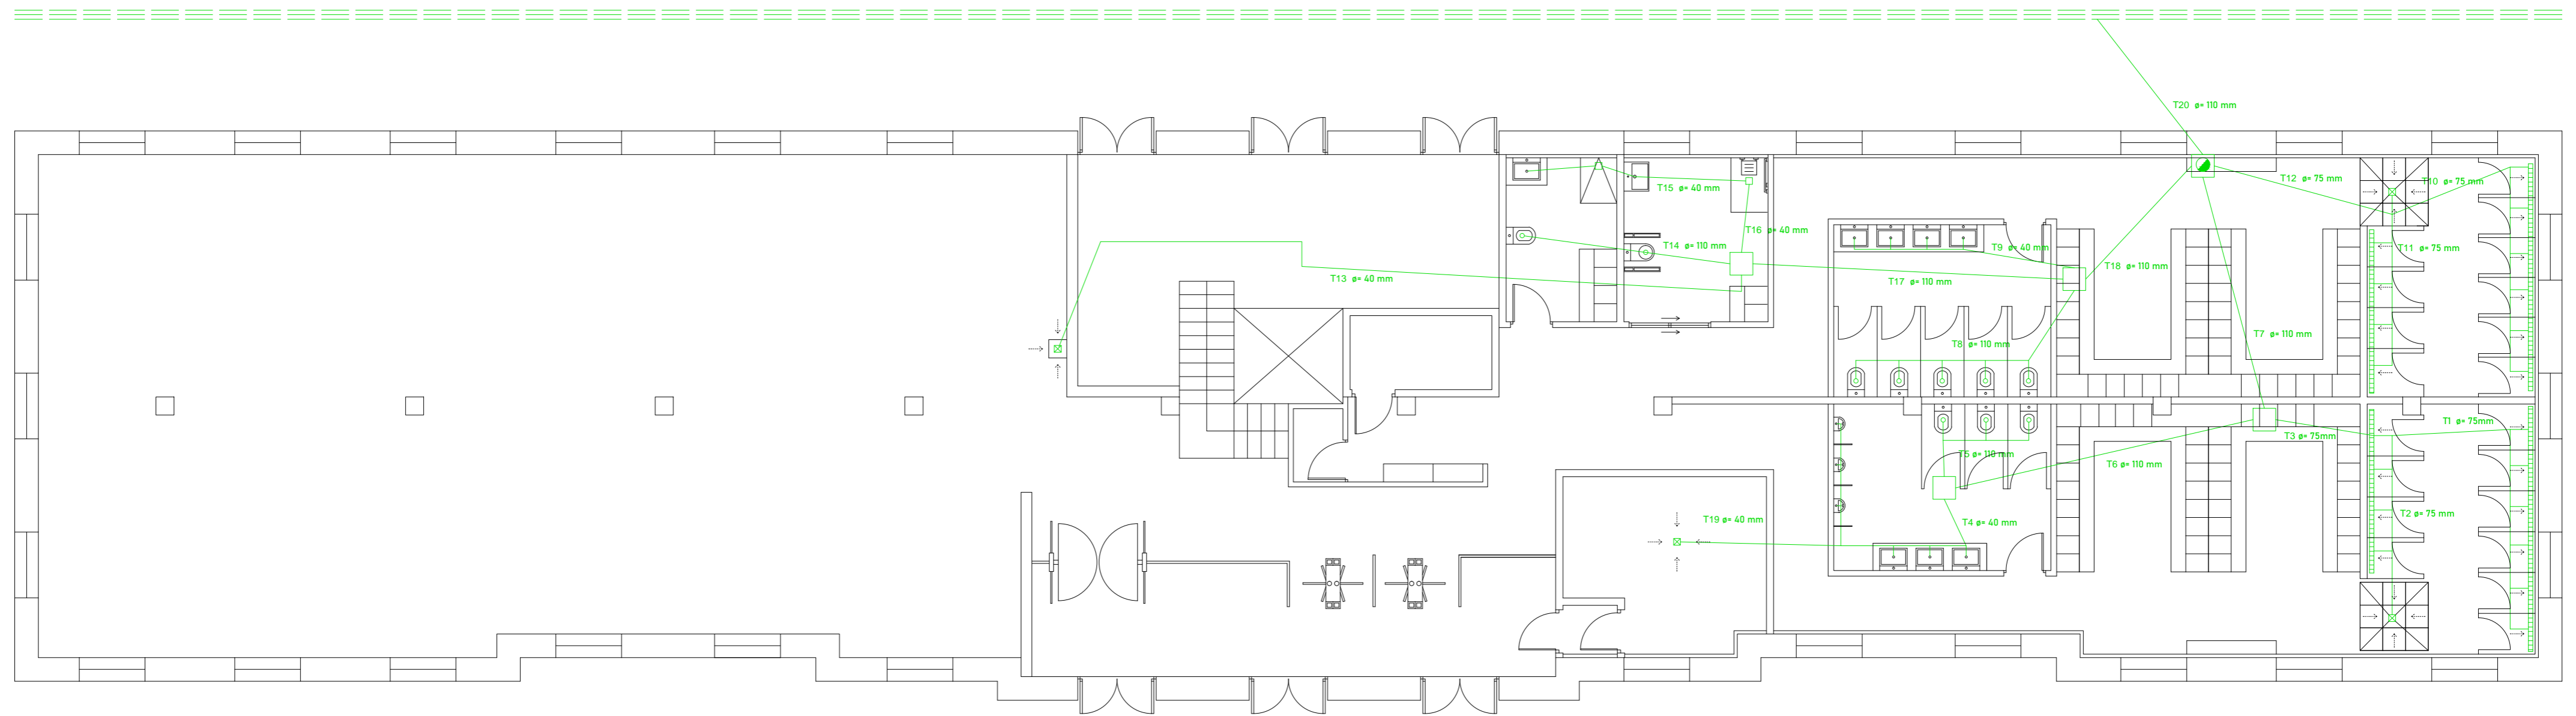 T20 ø= 110 mm
T12 ø= 75 mm
T10 ø= 75 mm
T15 ø= 40 mm
T16 ø= 40 mm
T14 ø= 110 mm
T9 ø= 40 mm
T11 ø= 75 mm
T18 ø= 110 mm
T13 ø= 40 mm
T17 ø= 110 mm
T7 ø= 110 mm
T8 ø= 110 mm
T1 ø= 75mm
T3 ø= 75mm
T5 ø= 110 mm
T6 ø= 110 mm
T2 ø= 75 mm
T19 ø= 40 mm
T4 ø= 40 mm